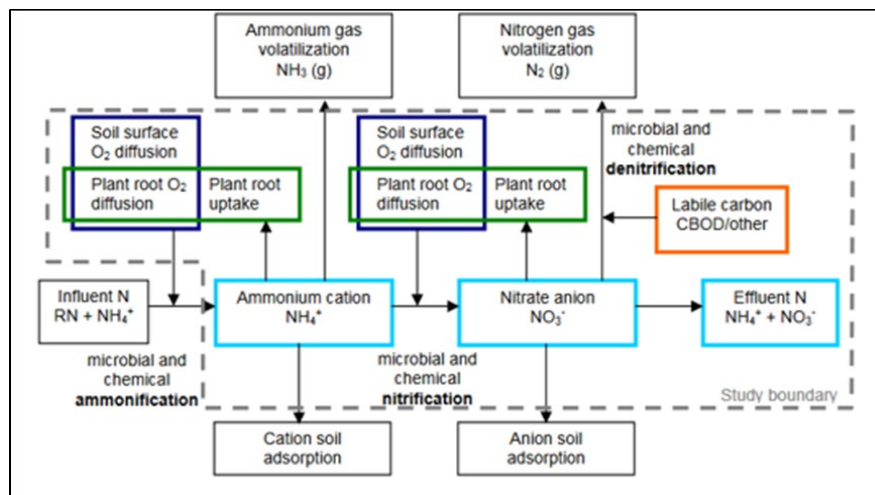 Ammonium gas
volatilization
NH₃ (g)
Nitrogen gas
volatilization
N₂ (g)
Soil surface
O₂ diffusion
Plant root O₂
diffusion
Plant root
uptake
Soil surface
O₂ diffusion
Plant root O₂
diffusion
Plant root
uptake
microbial and
chemical
denitrification
Labile carbon
CBOD/other
Influent N
RN + NH₄⁺
Ammonium cation
NH₄⁺
Nitrate anion
NO₃⁻
Effluent N
NH₄⁺ + NO₃⁻
microbial and
chemical
ammonification
microbial and
chemical
nitrification
Study boundary
Cation soil
adsorption
Anion soil
adsorption